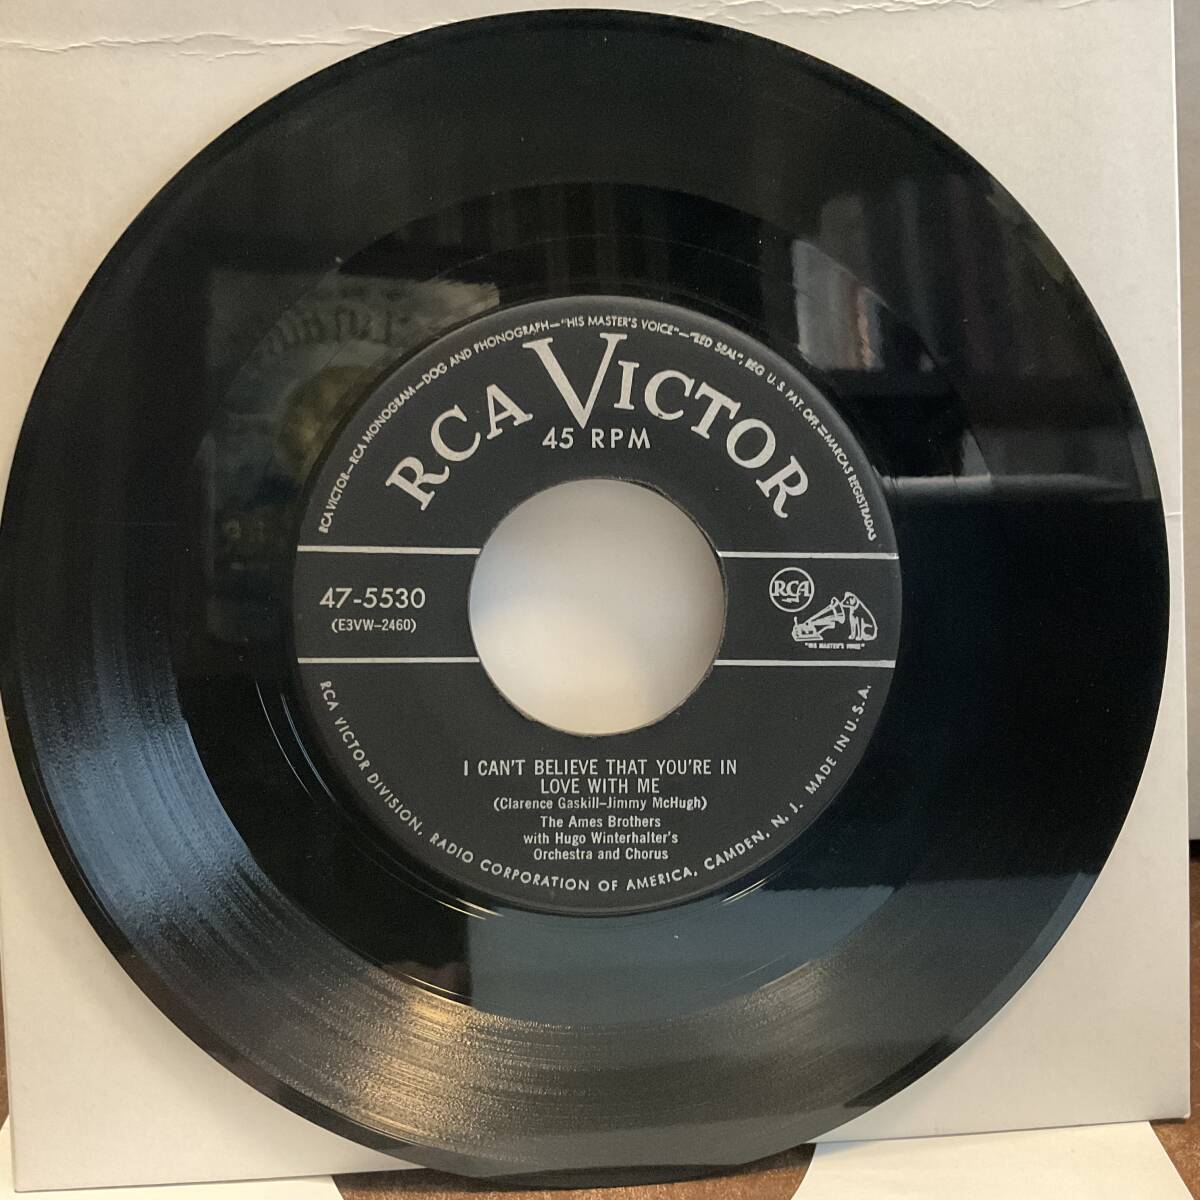 RCA VICTOR—RCA MONOGRAM—DOG AND PHONOGRAPH—"HIS MASTER'S VOICE"—"RED SEAL", REG. U. S. PAT. OFF.=MARCAS REGISTRADAS
RCA VICTOR
45 RPM
47-5530
(E3VW-2460)
RCA
"HIS MASTER'S VOICE"
I CAN'T BELIEVE THAT YOU'RE IN
LOVE WITH ME
(Clarence Gaskill-Jimmy McHugh)
The Ames Brothers
with Hugo Winterhalter's
Orchestra and Chorus
RCA VICTOR DIVISION, RADIO CORPORATION OF AMERICA, CAMDEN, N. J. MADE IN U.S.A.